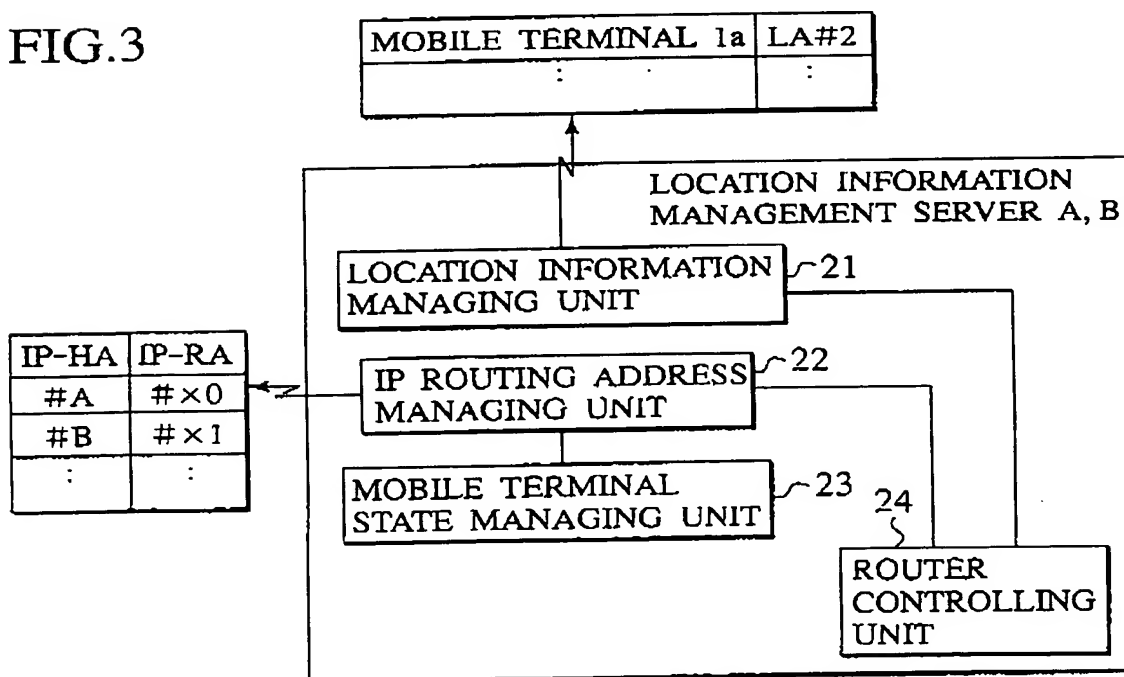 FIG.3
MOBILE TERMINAL 1a LA#2
: :
LOCATION INFORMATION
MANAGEMENT SERVER A, B
LOCATION INFORMATION
MANAGING UNIT
21
IP-HA IP-RA
#A #×0
#B #×1
: :
IP ROUTING ADDRESS
MANAGING UNIT
22
MOBILE TERMINAL
STATE MANAGING UNIT
23
24
ROUTER
CONTROLLING
UNIT